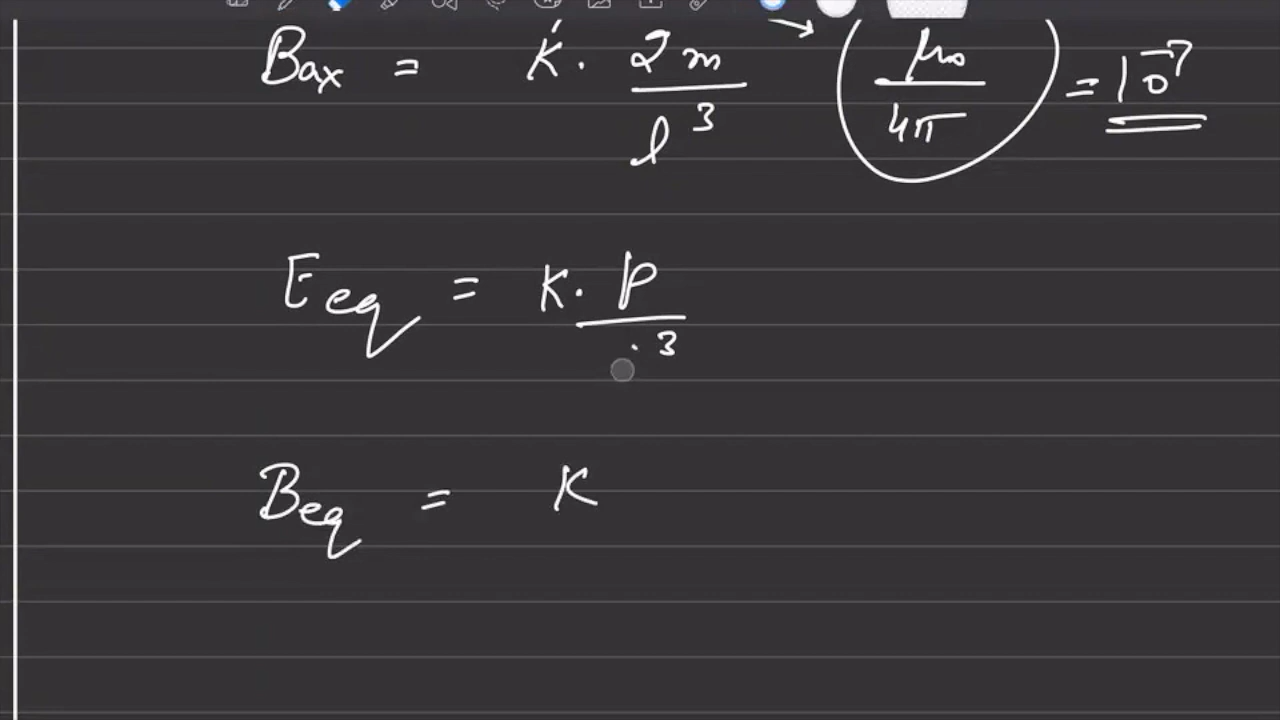 Bax = K'. 2m / l³ → (μ₀ / 4π) = 10⁻⁷
Eeq = K. p / . ³
Beq = K